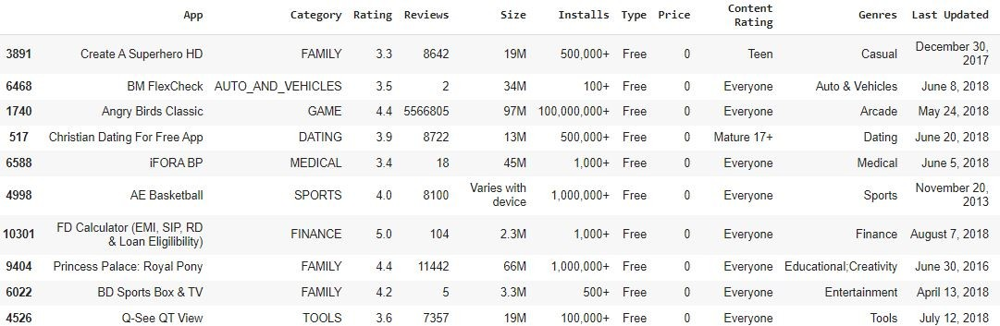 App Category Rating Reviews Size Installs Type Price Content Rating Genres Last Updated
3891 Create A Superhero HD FAMILY 3.3 8642 19M 500,000+ Free 0 Teen Casual December 30, 2017
6468 BM FlexCheck AUTO_AND_VEHICLES 3.5 2 34M 100+ Free 0 Everyone Auto & Vehicles June 8, 2018
1740 Angry Birds Classic GAME 4.4 5566805 97M 100,000,000+ Free 0 Everyone Arcade May 24, 2018
517 Christian Dating For Free App DATING 3.9 8722 13M 500,000+ Free 0 Mature 17+ Dating June 20, 2018
6588 iFORA BP MEDICAL 3.4 18 45M 1,000+ Free 0 Everyone Medical June 5, 2018
4998 AE Basketball SPORTS 4.0 8100 Varies with device 1,000,000+ Free 0 Everyone Sports November 20, 2013
10301 FD Calculator (EMI, SIP, RD & Loan Eligilibility) FINANCE 5.0 104 2.3M 1,000+ Free 0 Everyone Finance August 7, 2018
9404 Princess Palace: Royal Pony FAMILY 4.4 11442 66M 1,000,000+ Free 0 Everyone Educational;Creativity June 30, 2016
6022 BD Sports Box & TV FAMILY 4.2 5 3.3M 500+ Free 0 Everyone Entertainment April 13, 2018
4526 Q-See QT View TOOLS 3.6 7357 19M 100,000+ Free 0 Everyone Tools July 12, 2018